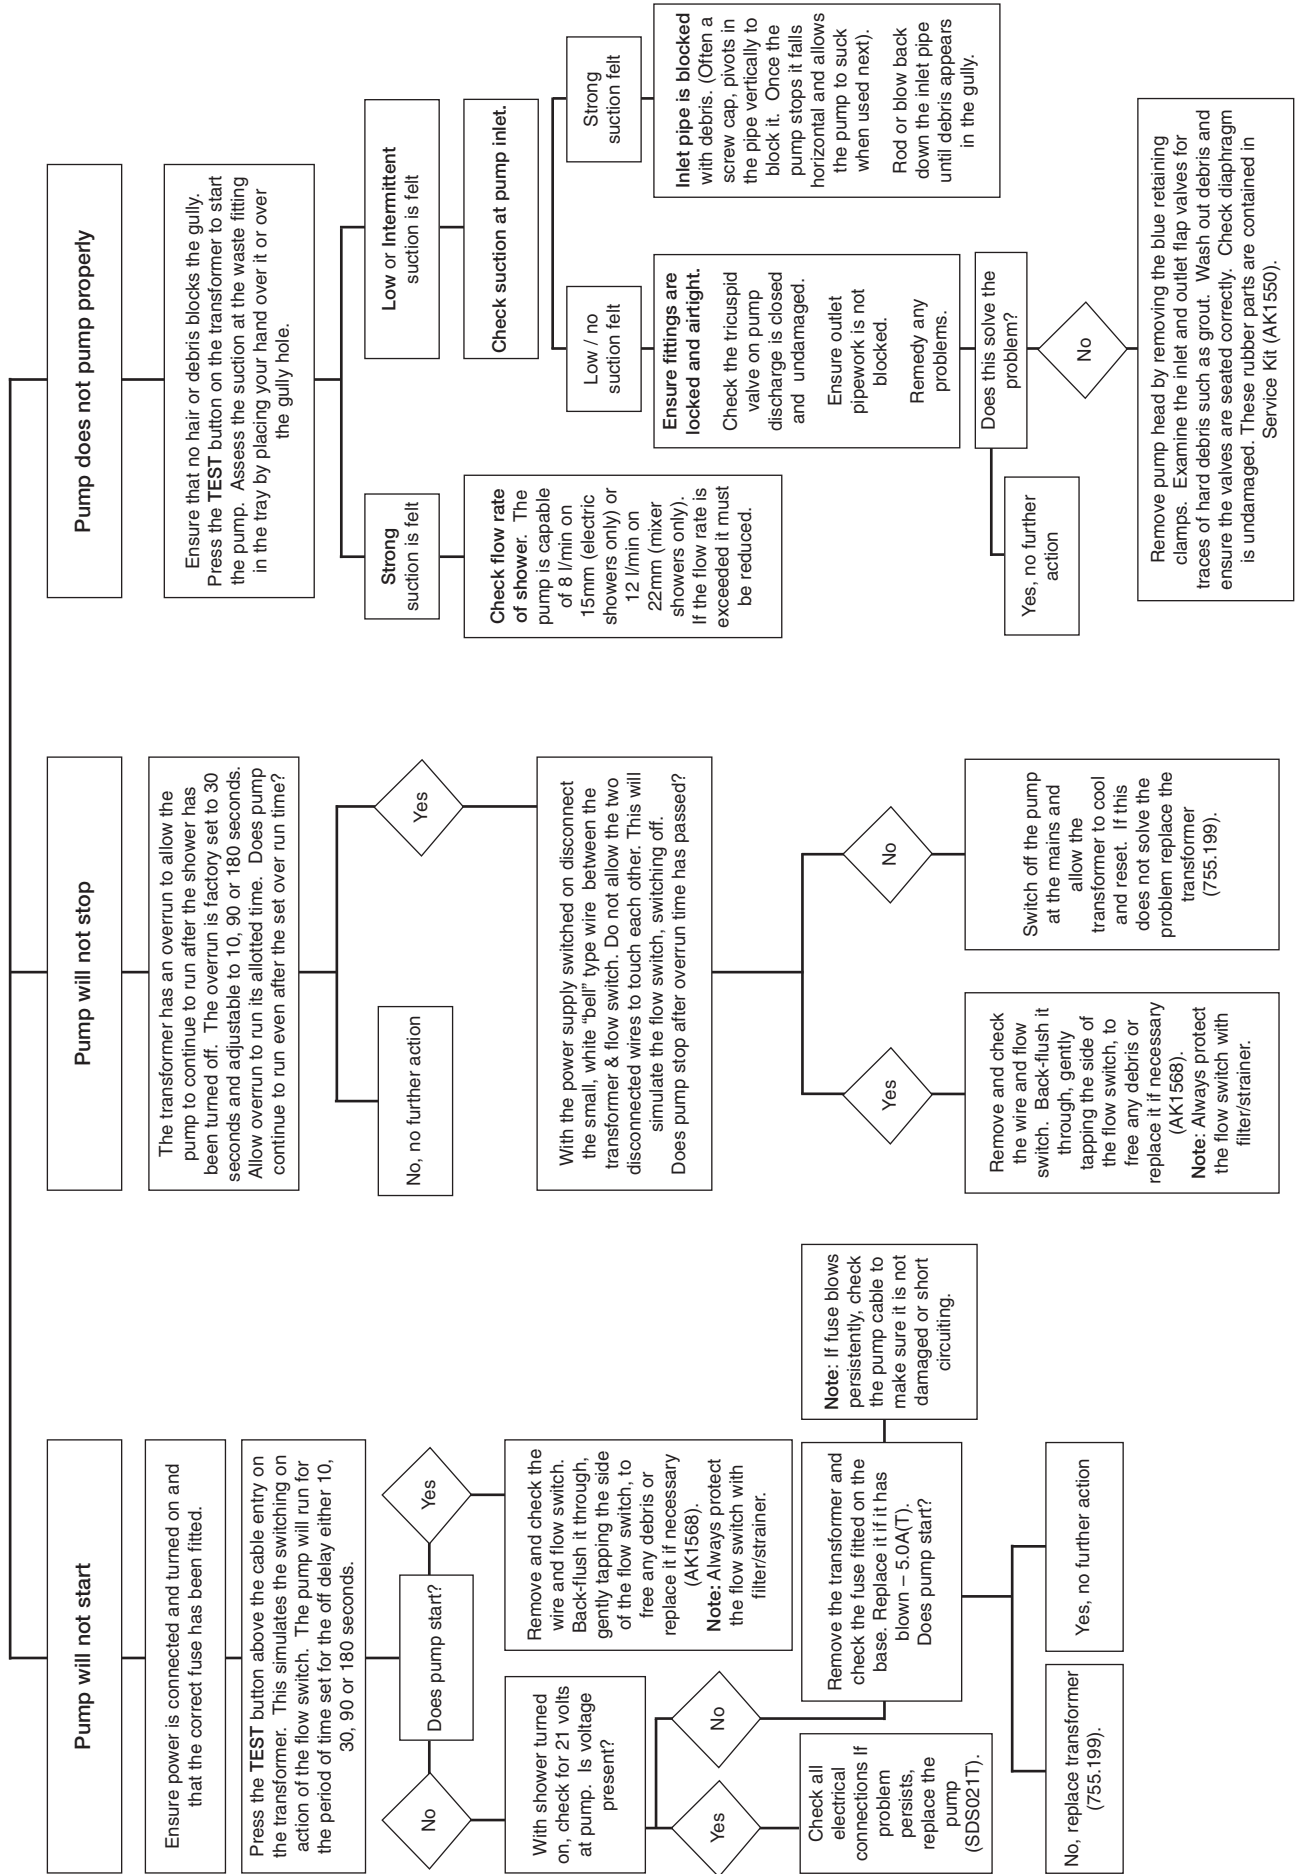 Pump will not start
Ensure power is connected and turned on and
that the correct fuse has been fitted.
Press the TEST button above the cable entry on
the transformer. This simulates the switching on
action of the flow switch. The pump will run for
the period of time set for the off delay either 10,
30, 90 or 180 seconds.
Does pump start?
No
Yes
With shower turned
on, check for 21 volts
at pump. Is voltage
present?
Remove and check the
wire and flow switch.
Back-flush it through,
gently tapping the side
of the flow switch, to
free any debris or
replace it if necessary
(AK1568).
Note: Always protect
the flow switch with
filter/strainer.
Yes
No
Check all
electrical
connections If
problem
persists,
replace the
pump
(SDS021T).
Remove the transformer and
check the fuse fitted on the
base. Replace it if it has
blown – 5.0A(T).
Does pump start?
Note: If fuse blows
persistently, check
the pump cable to
make sure it is not
damaged or short
circuiting.
No, replace transformer
(755.199).
Yes, no further action
Pump will not stop
The transformer has an overrun to allow the
pump to continue to run after the shower has
been turned off. The overrun is factory set to 30
seconds and adjustable to 10, 90 or 180 seconds.
Allow overrun to run its allotted time. Does pump
continue to run even after the set over run time?
No, no further action
Yes
With the power supply switched on disconnect
the small, white “bell” type wire between the
transformer & flow switch. Do not allow the two
disconnected wires to touch each other. This will
simulate the flow switch, switching off.
Does pump stop after overrun time has passed?
Yes
No
Remove and check
the wire and flow
switch. Back-flush it
through, gently
tapping the side of
the flow switch, to
free any debris or
replace it if necessary
(AK1568).
Note: Always protect
the flow switch with
filter/strainer.
Switch off the pump
at the mains and
allow the
transformer to cool
and reset. If this
does not solve the
problem replace the
transformer
(755.199).
Pump does not pump properly
Ensure that no hair or debris blocks the gully.
Press the TEST button on the transformer to start
the pump. Assess the suction at the waste fitting
in the tray by placing your hand over it or over
the gully hole.
Strong
suction is felt
Low or Intermittent
suction is felt
Check flow rate
of shower. The
pump is capable
of 8 l/min on
15mm (electric
showers only) or
12 l/min on
22mm (mixer
showers only).
If the flow rate is
exceeded it must
be reduced.
Check suction at pump inlet.
Low / no
suction felt
Strong
suction felt
Ensure fittings are
locked and airtight.
Check the tricuspid
valve on pump
discharge is closed
and undamaged.
Ensure outlet
pipework is not
blocked.
Remedy any
problems.
Inlet pipe is blocked
with debris. (Often a
screw cap, pivots in
the pipe vertically to
block it. Once the
pump stops it falls
horizontal and allows
the pump to suck
when used next).
Rod or blow back
down the inlet pipe
until debris appears
in the gully.
Does this solve the
problem?
Yes, no further
action
No
Remove pump head by removing the blue retaining
clamps. Examine the inlet and outlet flap valves for
traces of hard debris such as grout. Wash out debris and
ensure the valves are seated correctly. Check diaphragm
is undamaged. These rubber parts are contained in
Service Kit (AK1550).